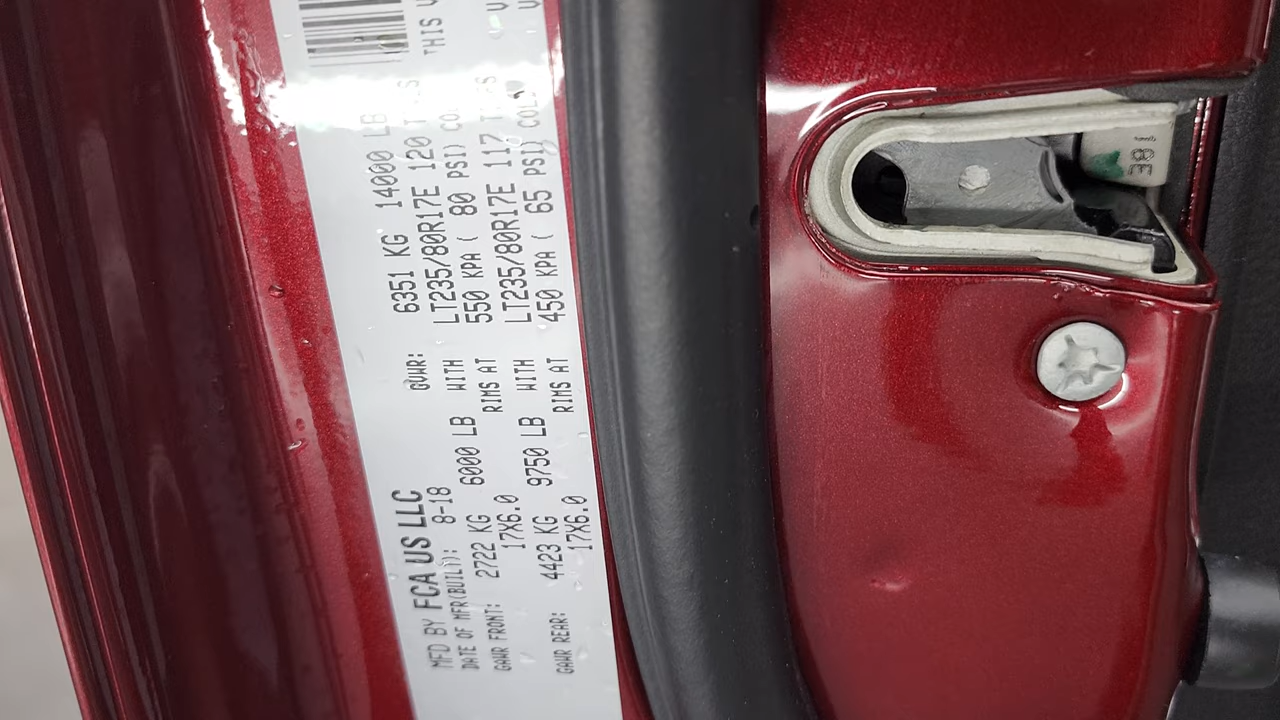 MFD BY FCA US LLC
DATE OF MFR(BUILT): 8-18 GVWR: 6351 KG 14000 LB
GAWR FRONT: 2722 KG 6000 LB WITH LT235/80R17E 120
17X6.0 RIMS AT 550 KPA ( 80 PSI)
GAWR REAR: 4423 KG 9750 LB WITH LT235/80R17E 117
17X6.0 RIMS AT 450 KPA ( 65 PSI) COLD
THIS V
8E